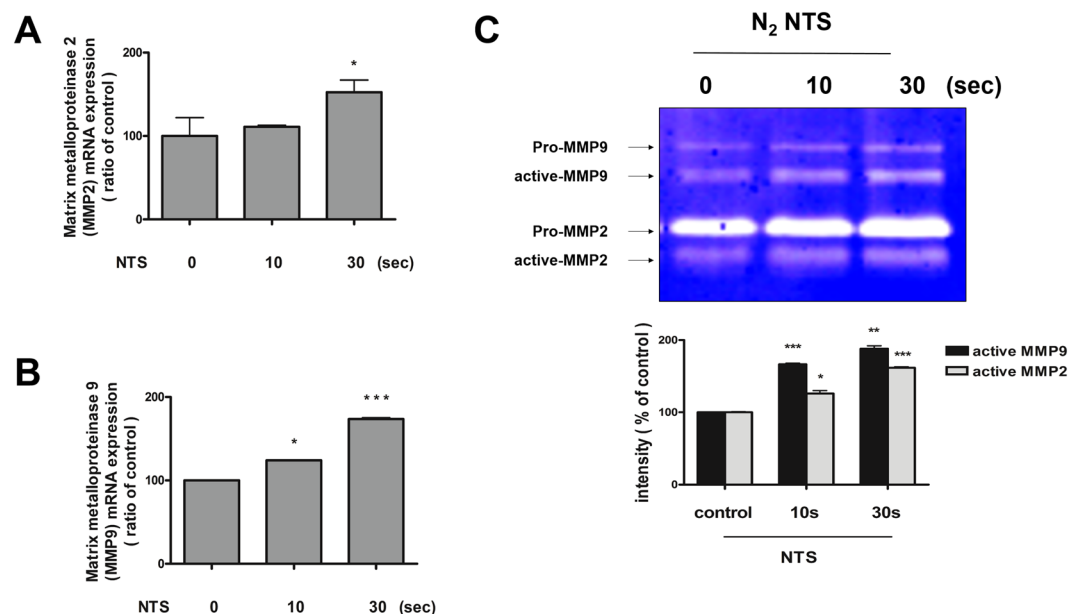 A
Matrix metalloproteinase 2
(MMP2) mRNA expression
( ratio of control )
200
100
0
*
NTS 0 10 30 (sec)
B
Matrix metalloproteinase 9
(MMP9) mRNA expression
( ratio of control )
200
100
0
*
***
NTS 0 10 30 (sec)
C
N2 NTS
0 10 30 (sec)
Pro-MMP9
active-MMP9
Pro-MMP2
active-MMP2
intensity ( % of control )
200
100
0
***
*
**
***
active MMP9
active MMP2
control 10s 30s
NTS